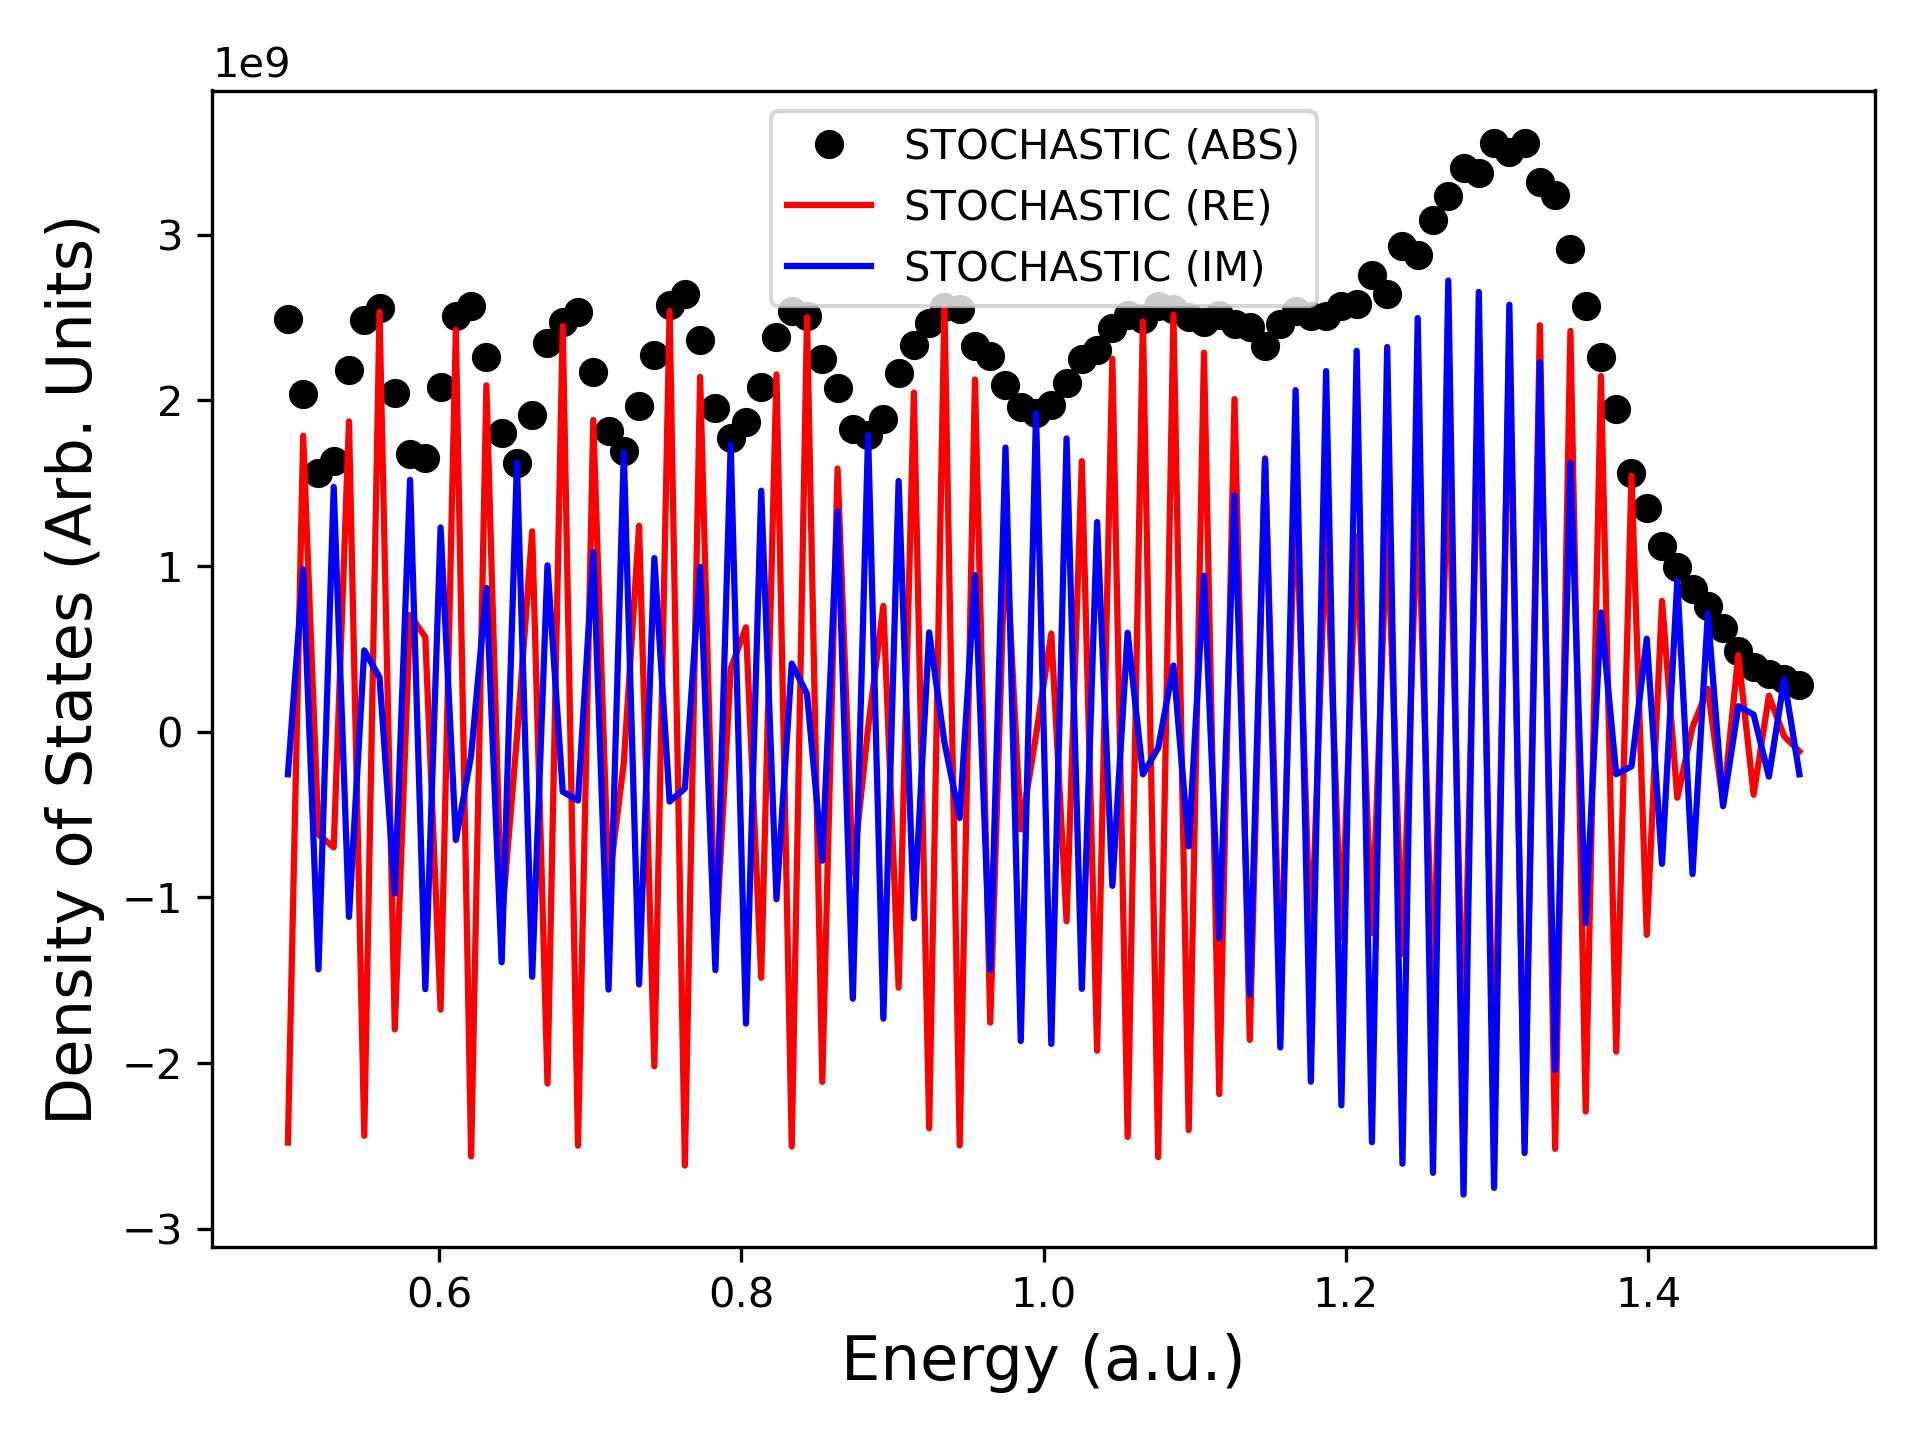 1e9
STOCHASTIC (ABS)
STOCHASTIC (RE)
STOCHASTIC (IM)
Density of States (Arb. Units)
3
2
1
0
−1
−2
−3
0.6 0.8 1.0 1.2 1.4
Energy (a.u.)